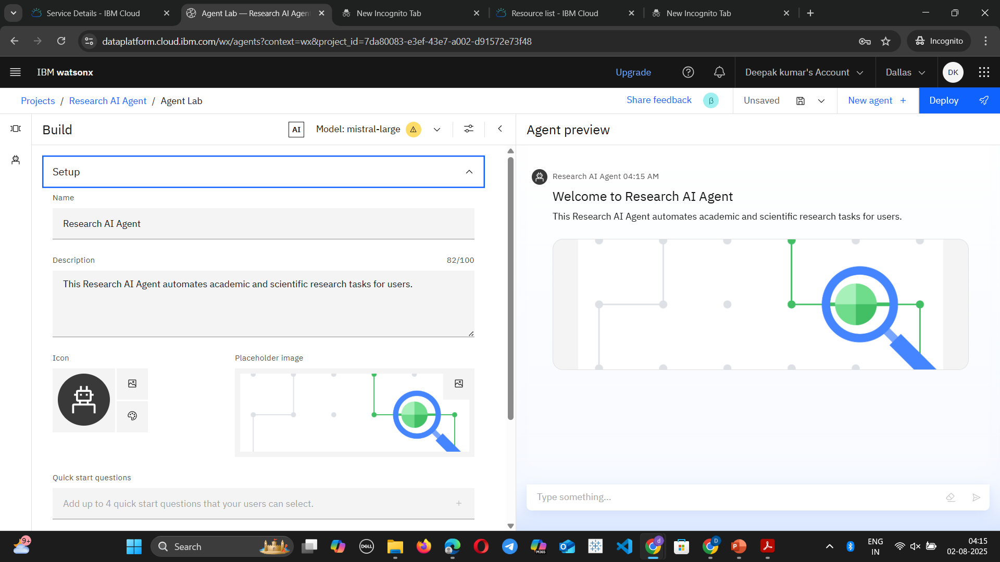 Service Details - IBM Cloud
Agent Lab — Research AI Agen
New Incognito Tab
Resource list - IBM Cloud
New Incognito Tab
dataplatform.cloud.ibm.com/wx/agents?context=wx&project_id=7da80083-e3ef-43e7-a002-d91572e73f48
Incognito
IBM watsonx
Upgrade
Deepak kumar's Account
Dallas
DK
Projects / Research AI Agent / Agent Lab
Share feedback
β
Unsaved
New agent +
Deploy
Build
AI
Model: mistral-large
Agent preview
Setup
Name
Research AI Agent
Description
82/100
This Research AI Agent automates academic and scientific research tasks for users.
Icon
Placeholder image
Quick start questions
Add up to 4 quick start questions that your users can select.
Research AI Agent 04:15 AM
Welcome to Research AI Agent
This Research AI Agent automates academic and scientific research tasks for users.
Type something...
9+
Search
DELL
M365
d
D
P
ENG
IN
04:15
02-08-2025